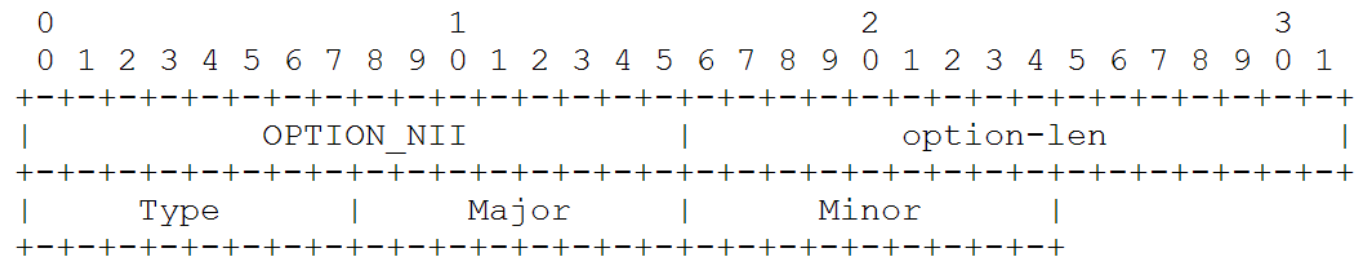 0                   1                   2                   3
 0 1 2 3 4 5 6 7 8 9 0 1 2 3 4 5 6 7 8 9 0 1 2 3 4 5 6 7 8 9 0 1
+-+-+-+-+-+-+-+-+-+-+-+-+-+-+-+-+-+-+-+-+-+-+-+-+-+-+-+-+-+-+-+-+
|           OPTION_NII          |          option-len           |
+-+-+-+-+-+-+-+-+-+-+-+-+-+-+-+-+-+-+-+-+-+-+-+-+-+-+-+-+-+-+-+-+
|     Type      |     Major     |      Minor      |
+-+-+-+-+-+-+-+-+-+-+-+-+-+-+-+-+-+-+-+-+-+-+-+-+-+